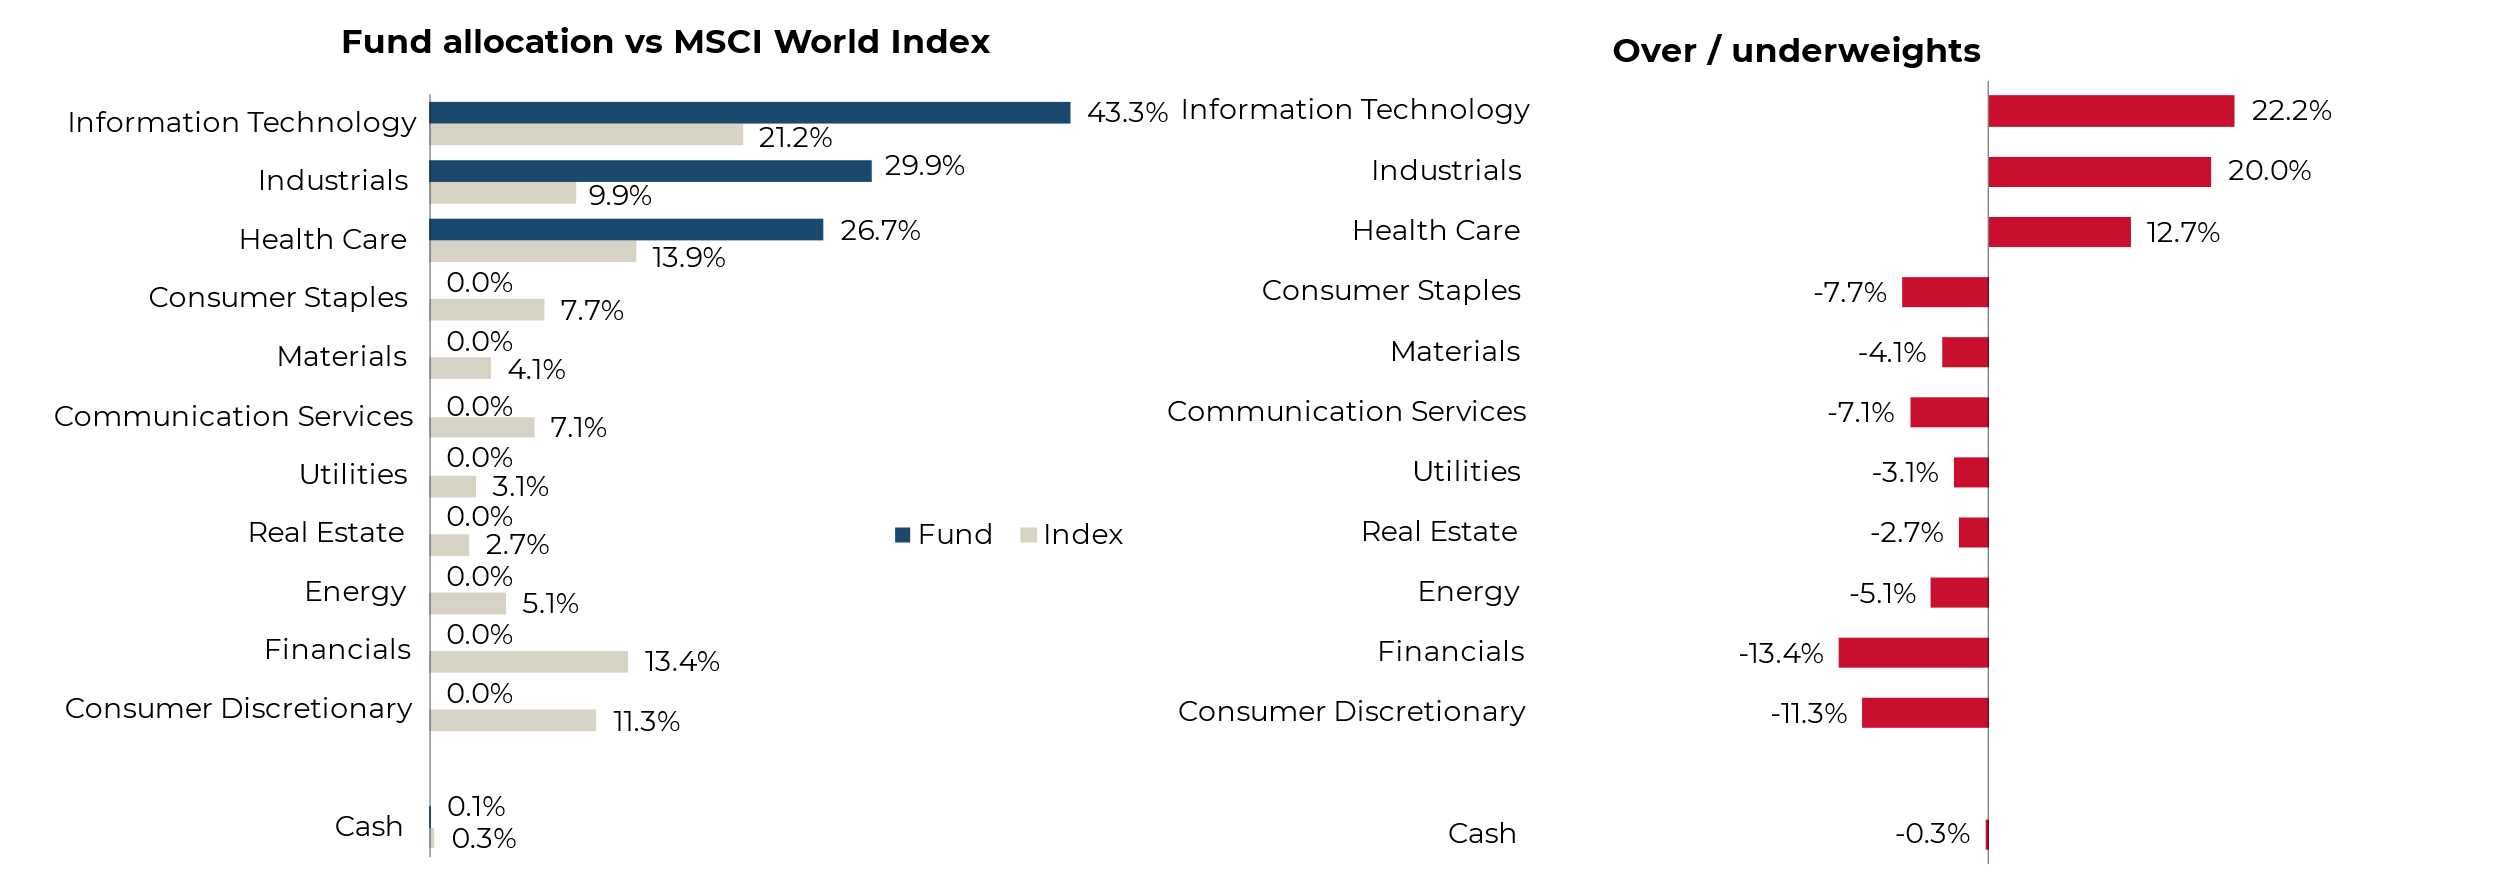 Fund allocation vs MSCI World Index
Information Technology 43.3%
21.2%
Industrials 29.9%
9.9%
Health Care 26.7%
13.9%
Consumer Staples 0.0%
7.7%
Materials 0.0%
4.1%
Communication Services 0.0%
7.1%
Utilities 0.0%
3.1%
Real Estate 0.0%
2.7%
Energy 0.0%
5.1%
Financials 0.0%
13.4%
Consumer Discretionary 0.0%
11.3%
Cash 0.1%
0.3%
Fund Index
Over / underweights
Information Technology 22.2%
Industrials 20.0%
Health Care 12.7%
Consumer Staples -7.7%
Materials -4.1%
Communication Services -7.1%
Utilities -3.1%
Real Estate -2.7%
Energy -5.1%
Financials -13.4%
Consumer Discretionary -11.3%
Cash -0.3%